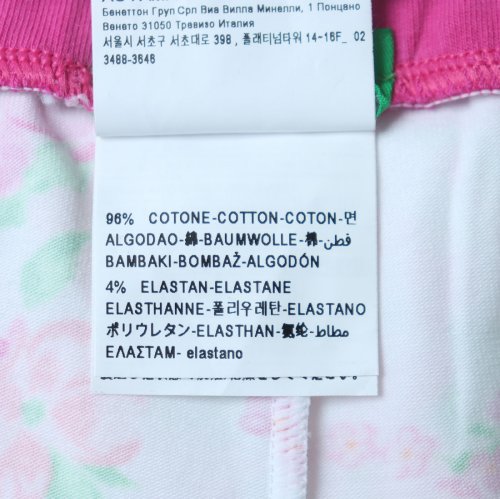 Бенеттон Груп Срл Виа Вилла Минелли, 1 Понцано
Венето 31050 Тревизо Италия
서울시 서초구 서초대로 398, 플래티넘타워 14-16F_ 02
3488-3646
96% COTONE-COTTON-COTON-면
ALGODAO-綿-BAUMWOLLE-棉-قطن-
BAMBAKI-BOMBAŽ-ALGODÓN
4% ELASTAN-ELASTANE
ELASTHANNE-폴리우레탄-ELASTANO
ポリウレタン-ELASTHAN-氨纶-مطاط
ΕΛΑΣΤΑΜ- elastano